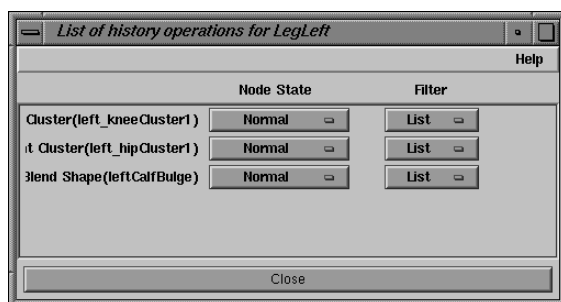 List of history operations for LegLeft
Help
Node State Filter
Cluster(left_kneeCluster1) Normal List
Cluster(left_hipCluster1) Normal List
Shape(leftCalfBulge) Normal List
Close